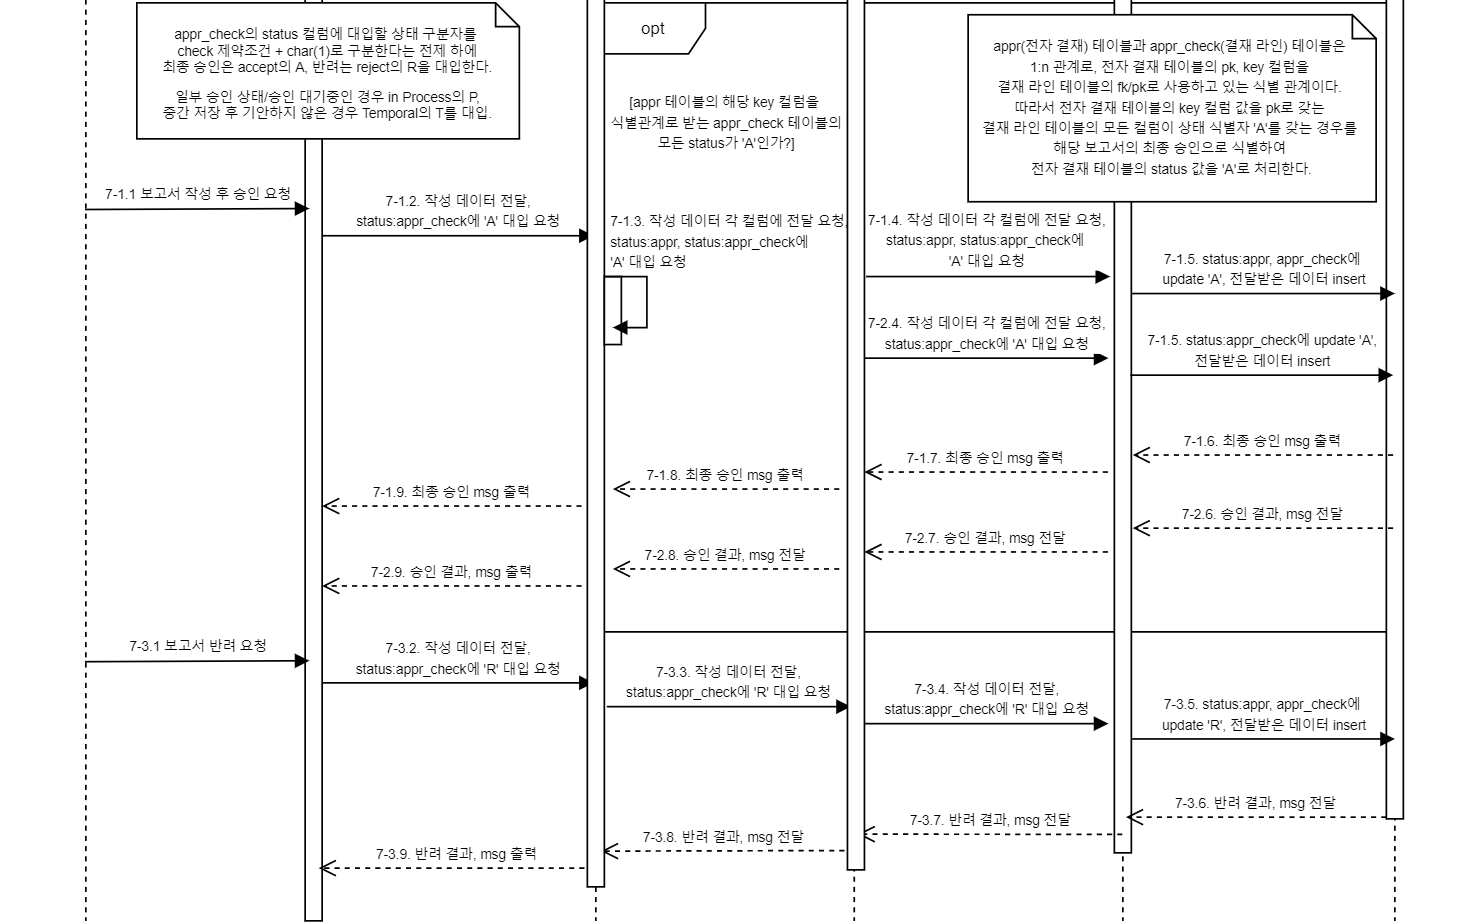 appr_check의 status 컬럼에 대입할 상태 구분자를
check 제약조건 + char(1)로 구분한다는 전제 하에
최종 승인은 accept의 A, 반려는 reject의 R을 대입한다.
일부 승인 상태/승인 대기중인 경우 in Process의 P,
중간 저장 후 기안하지 않은 경우 Temporal의 T를 대입.
opt
[appr 테이블의 해당 key 컬럼을
식별관계로 받는 appr_check 테이블의
모든 status가 'A'인가?]
appr(전자 결재) 테이블과 appr_check(결재 라인) 테이블은
1:n 관계로, 전자 결재 테이블의 pk, key 컬럼을
결재 라인 테이블의 fk/pk로 사용하고 있는 식별 관계이다.
따라서 전자 결재 테이블의 key 컬럼 값을 pk로 갖는
결재 라인 테이블의 모든 컬럼이 상태 식별자 'A'를 갖는 경우를
해당 보고서의 최종 승인으로 식별하여
전자 결재 테이블의 status 값을 'A'로 처리한다.
7-1.1 보고서 작성 후 승인 요청
7-1.2. 작성 데이터 전달,
status:appr_check에 'A' 대입 요청
7-1.3. 작성 데이터 각 컬럼에 전달 요청,
status:appr, status:appr_check에
'A' 대입 요청
7-1.4. 작성 데이터 각 컬럼에 전달 요청,
status:appr, status:appr_check에
'A' 대입 요청
7-1.5. status:appr, appr_check에
update 'A', 전달받은 데이터 insert
7-2.4. 작성 데이터 각 컬럼에 전달 요청,
status:appr_check에 'A' 대입 요청
7-1.5. status:appr_check에 update 'A',
전달받은 데이터 insert
7-1.6. 최종 승인 msg 출력
7-1.7. 최종 승인 msg 출력
7-1.8. 최종 승인 msg 출력
7-1.9. 최종 승인 msg 출력
7-2.6. 승인 결과, msg 전달
7-2.7. 승인 결과, msg 전달
7-2.8. 승인 결과, msg 전달
7-2.9. 승인 결과, msg 출력
7-3.1 보고서 반려 요청
7-3.2. 작성 데이터 전달,
status:appr_check에 'R' 대입 요청
7-3.3. 작성 데이터 전달,
status:appr_check에 'R' 대입 요청
7-3.4. 작성 데이터 전달,
status:appr_check에 'R' 대입 요청
7-3.5. status:appr, appr_check에
update 'R', 전달받은 데이터 insert
7-3.6. 반려 결과, msg 전달
7-3.7. 반려 결과, msg 전달
7-3.8. 반려 결과, msg 전달
7-3.9. 반려 결과, msg 출력